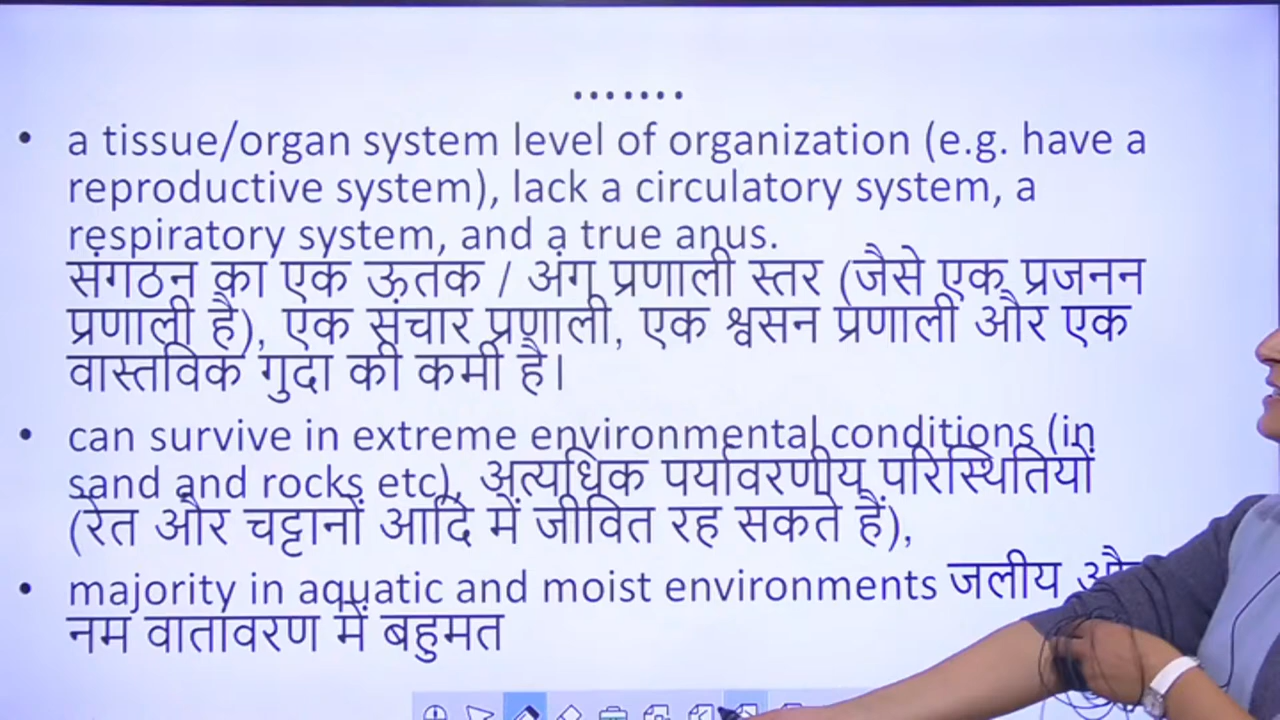 .......
• a tissue/organ system level of organization (e.g. have a
reproductive system), lack a circulatory system, a
respiratory system, and a true anus.
संगठन का एक ऊतक / अंग प्रणाली स्तर (जैसे एक प्रजनन
प्रणाली है), एक संचार प्रणाली, एक श्वसन प्रणाली और एक
वास्तविक गुदा की कमी है।
• can survive in extreme environmental conditions (in
sand and rocks etc), अत्यधिक पर्यावरणीय परिस्थितियों
(रेत और चट्टानों आदि में जीवित रह सकते हैं),
• majority in aquatic and moist environments जलीय
नम वातावरण में बहुमत